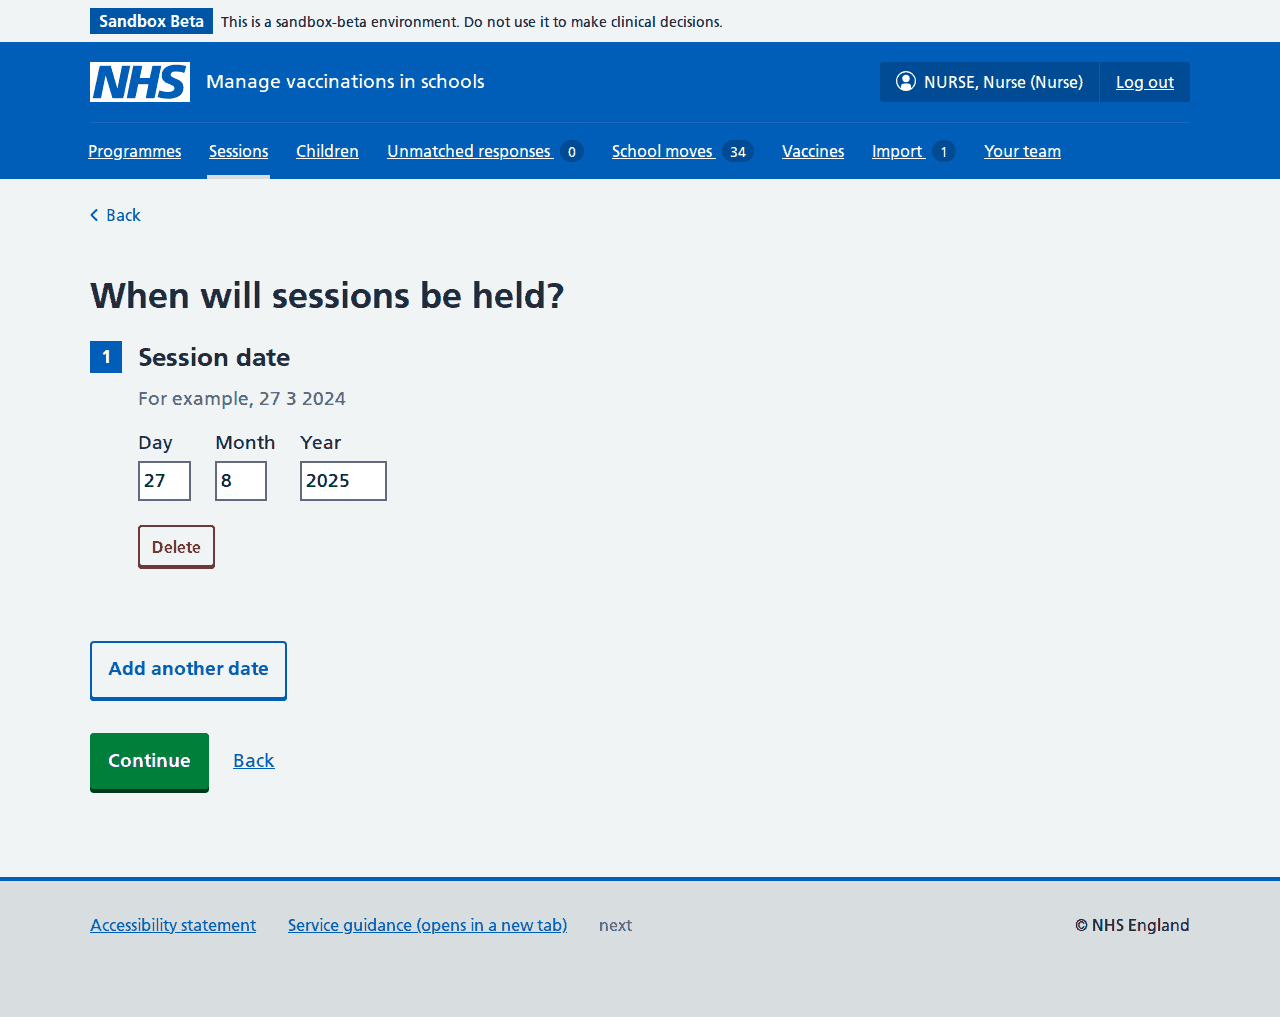 Sandbox Beta This is a sandbox-beta environment. Do not use it to make clinical decisions.
NHS Manage vaccinations in schools NURSE, Nurse (Nurse) Log out
Programmes Sessions Children Unmatched responses 0 School moves 34 Vaccines Import 1 Your team
Back
When will sessions be held?
1 Session date
For example, 27 3 2024
Day Month Year
27 8 2025
Delete
Add another date
Continue Back
Accessibility statement Service guidance (opens in a new tab) next © NHS England